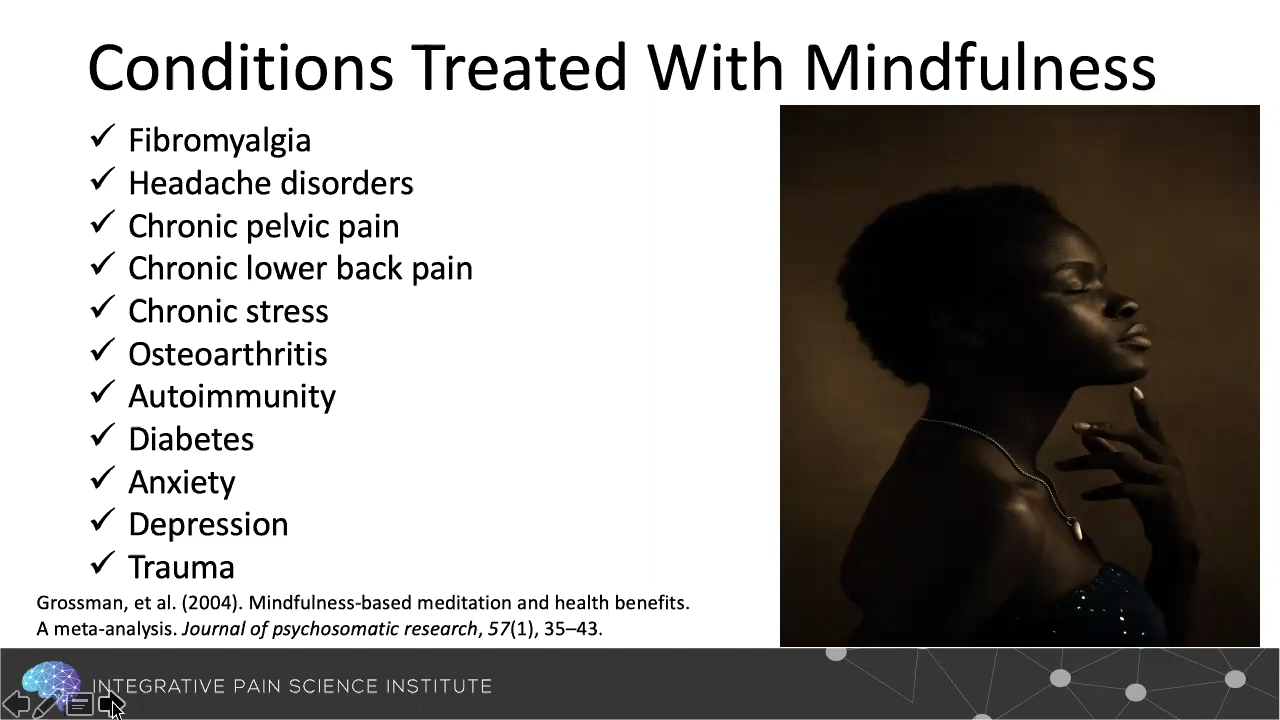 Conditions Treated With Mindfulness
✓ Fibromyalgia
✓ Headache disorders
✓ Chronic pelvic pain
✓ Chronic lower back pain
✓ Chronic stress
✓ Osteoarthritis
✓ Autoimmunity
✓ Diabetes
✓ Anxiety
✓ Depression
✓ Trauma
Grossman, et al. (2004). Mindfulness-based meditation and health benefits.
A meta-analysis. Journal of psychosomatic research, 57(1), 35–43.
INTEGRATIVE PAIN SCIENCE INSTITUTE